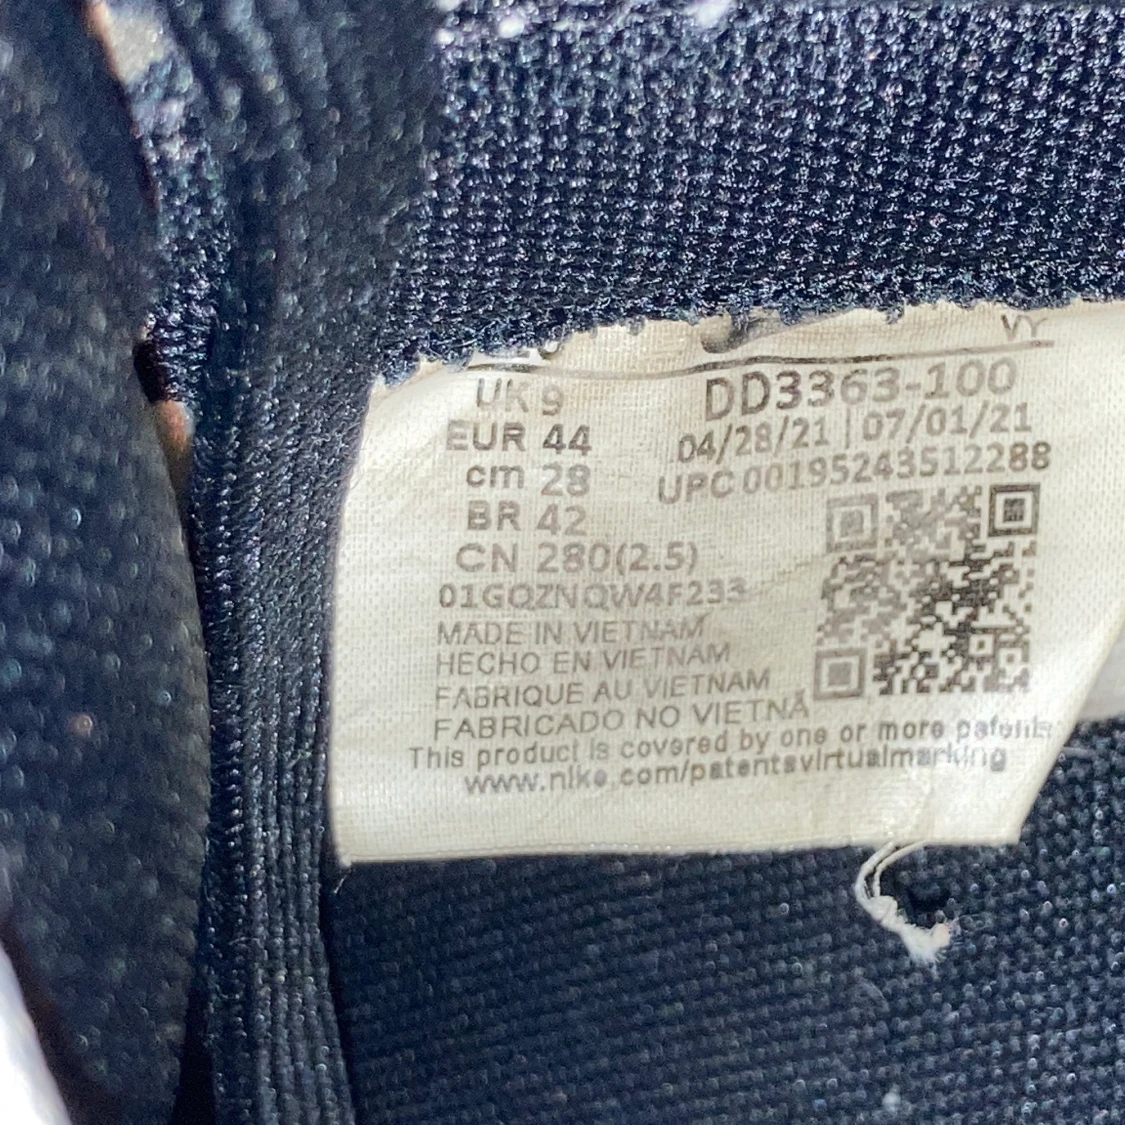 VY
UK 9
EUR 44
cm 28
BR 42
CN 280(2.5)
DD3363-100
04/28/21 | 07/01/21
UPC 00195243512288
01GQZNQW4F233
MADE IN VIETNAM
HECHO EN VIETNAM
FABRIQUE AU VIETNAM
FABRICADO NO VIETNÃ
This product is covered by one or more patents.
www.nike.com/patentsvirtualmarking